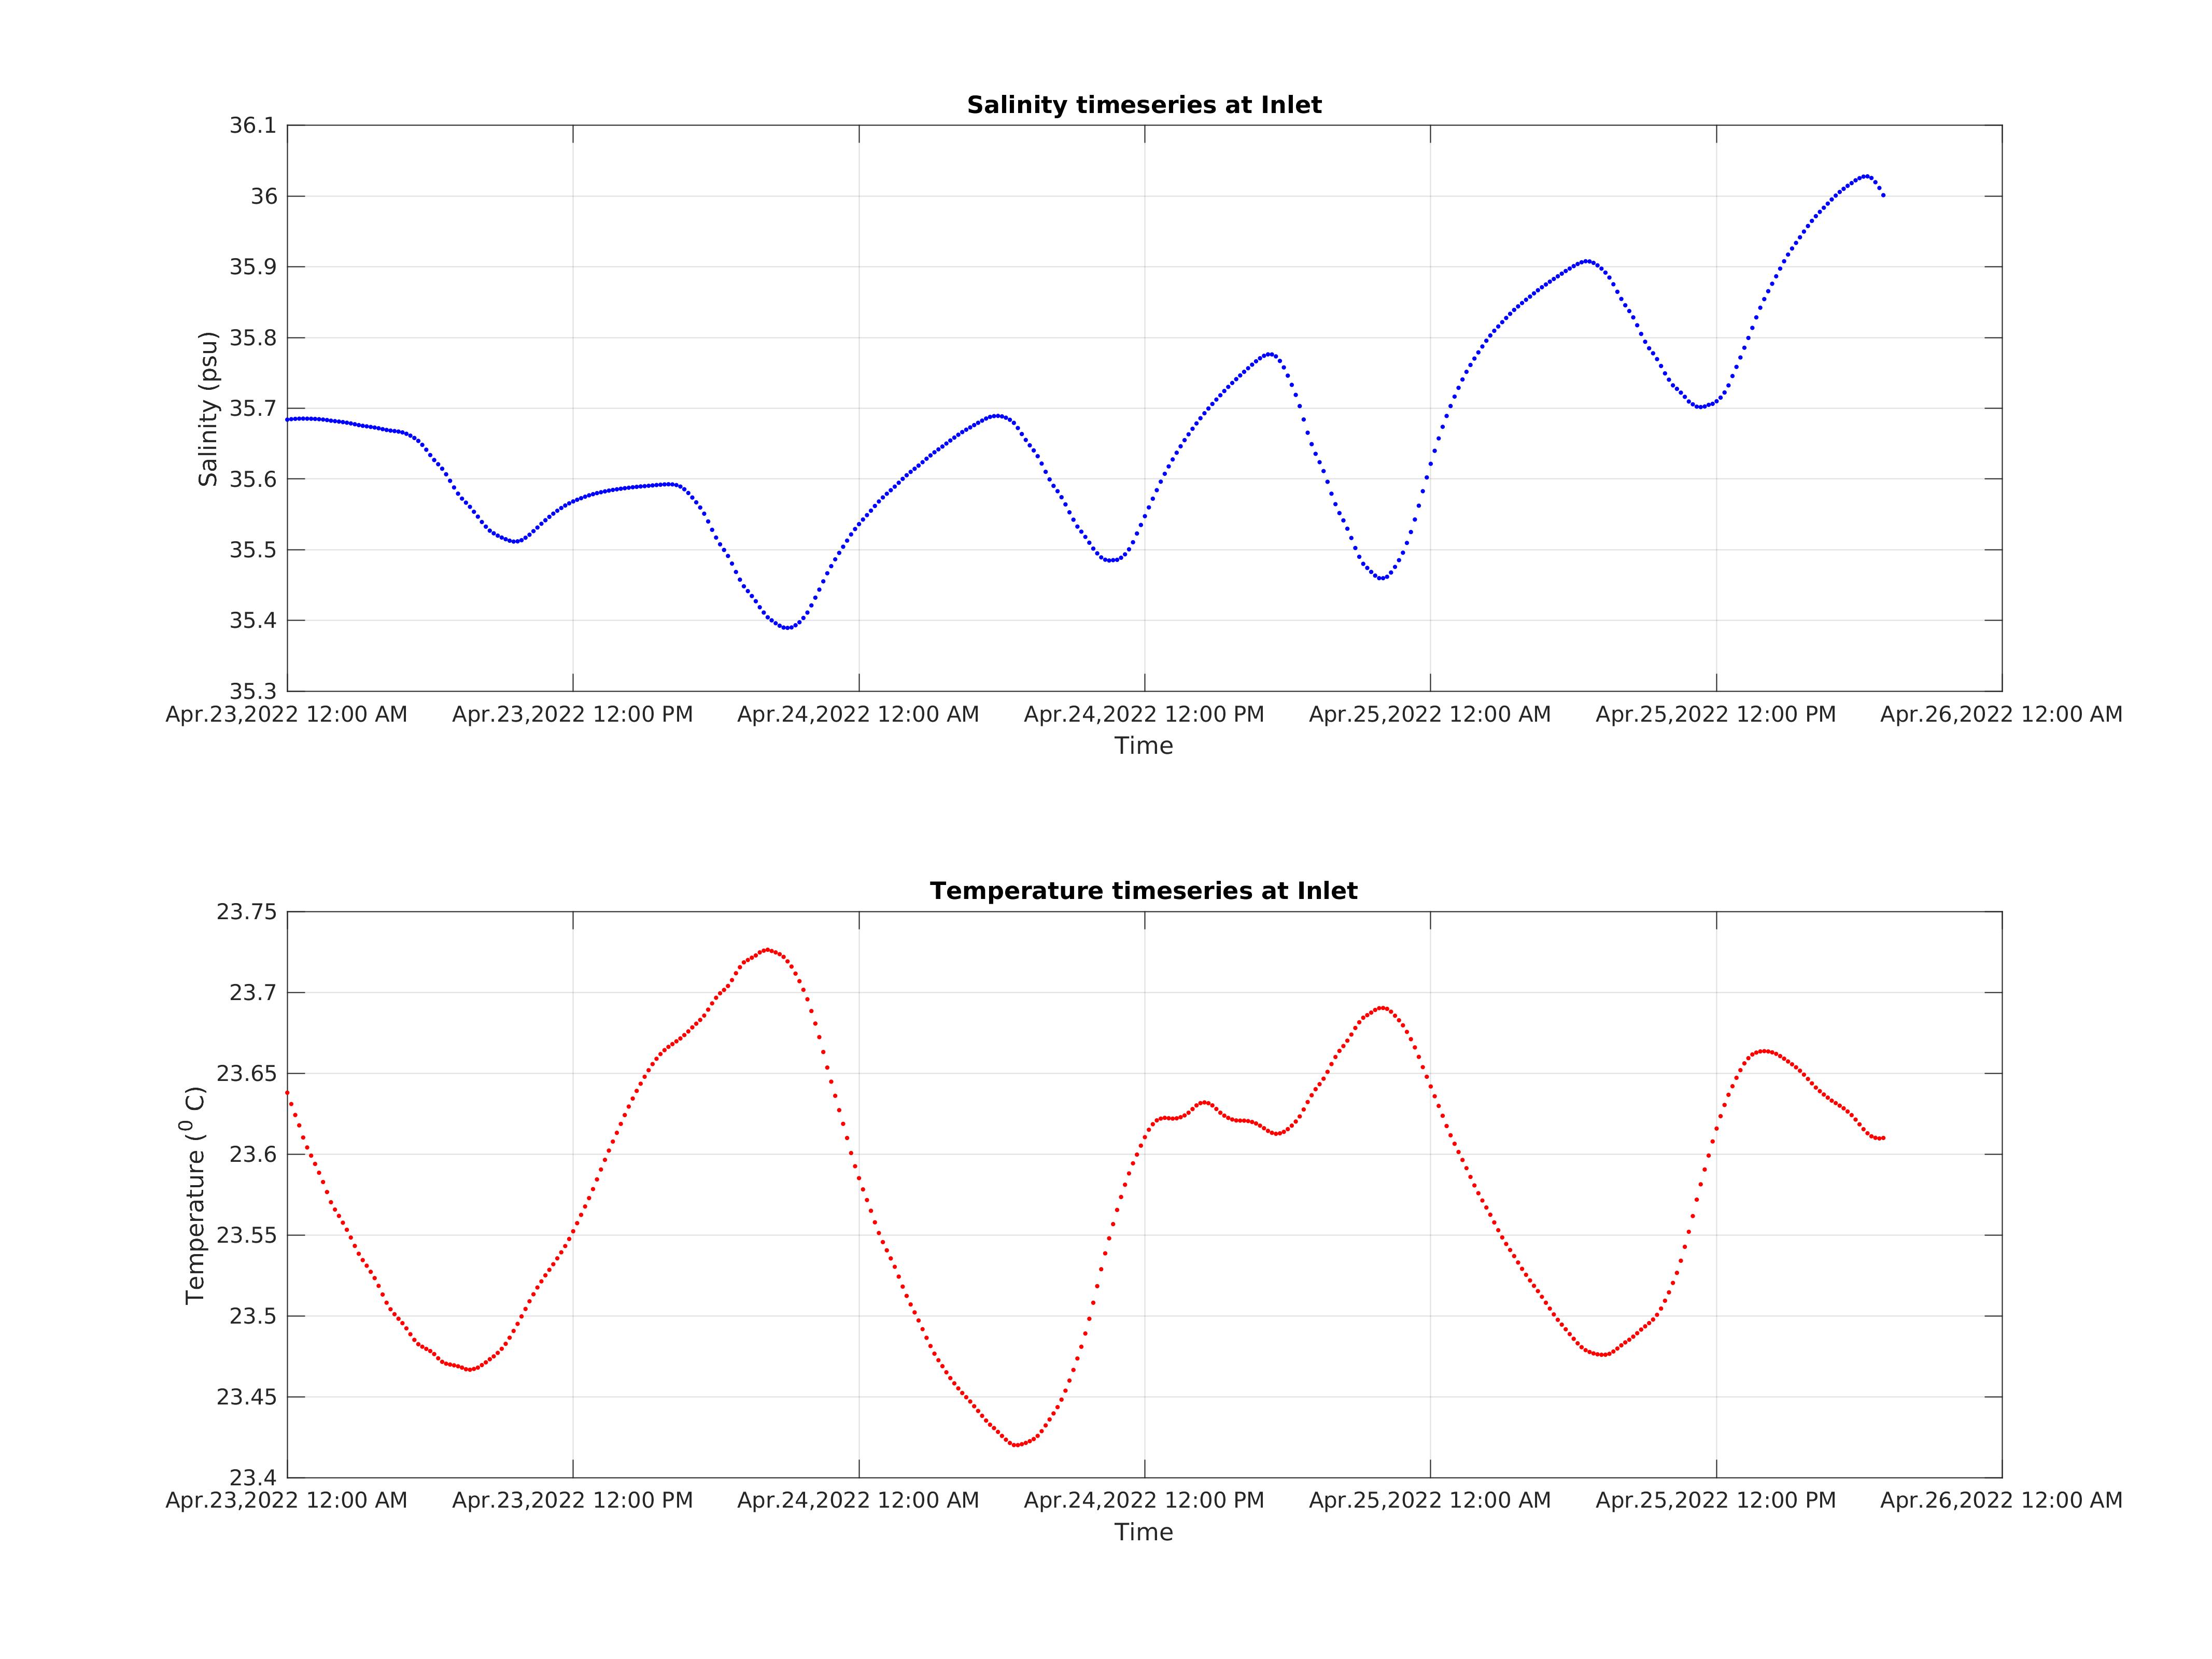 Salinity timeseries at Inlet
36.1
36
35.9
35.8
35.7
35.6
35.5
35.4
35.3
Salinity (psu)
Apr.23,2022 12:00 AM Apr.23,2022 12:00 PM Apr.24,2022 12:00 AM Apr.24,2022 12:00 PM Apr.25,2022 12:00 AM Apr.25,2022 12:00 PM Apr.26,2022 12:00 AM
Time
Temperature timeseries at Inlet
23.75
23.7
23.65
23.6
23.55
23.5
23.45
23.4
Temperature (⁰ C)
Apr.23,2022 12:00 AM Apr.23,2022 12:00 PM Apr.24,2022 12:00 AM Apr.24,2022 12:00 PM Apr.25,2022 12:00 AM Apr.25,2022 12:00 PM Apr.26,2022 12:00 AM
Time